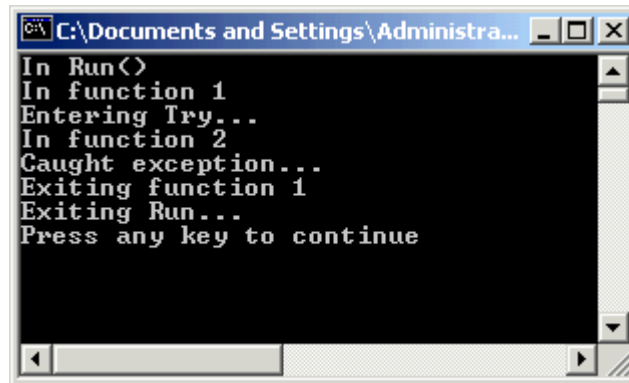 C:\Documents and Settings\Administra...
In Run()
In function 1
Entering Try...
In function 2
Caught exception...
Exiting function 1
Exiting Run...
Press any key to continue